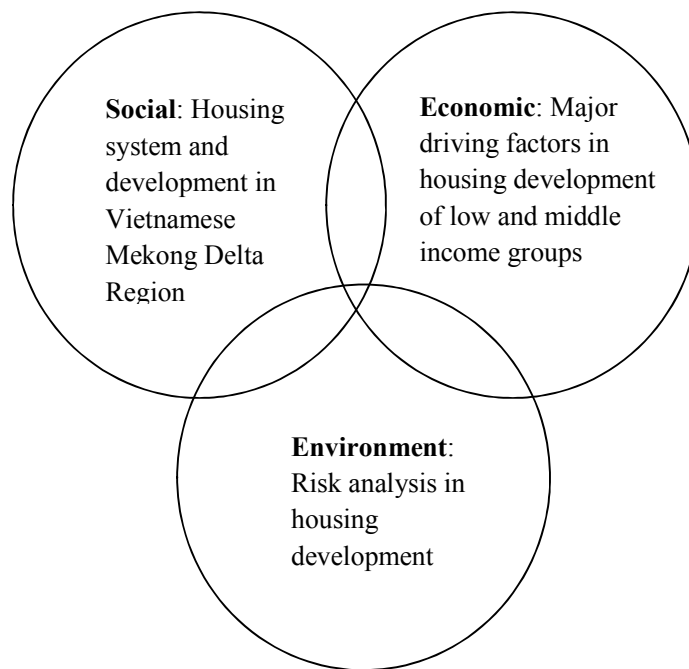 Social: Housing
system and
development in
Vietnamese
Mekong Delta
Region
Economic: Major
driving factors in
housing development
of low and middle
income groups
Environment:
Risk analysis in
housing
development